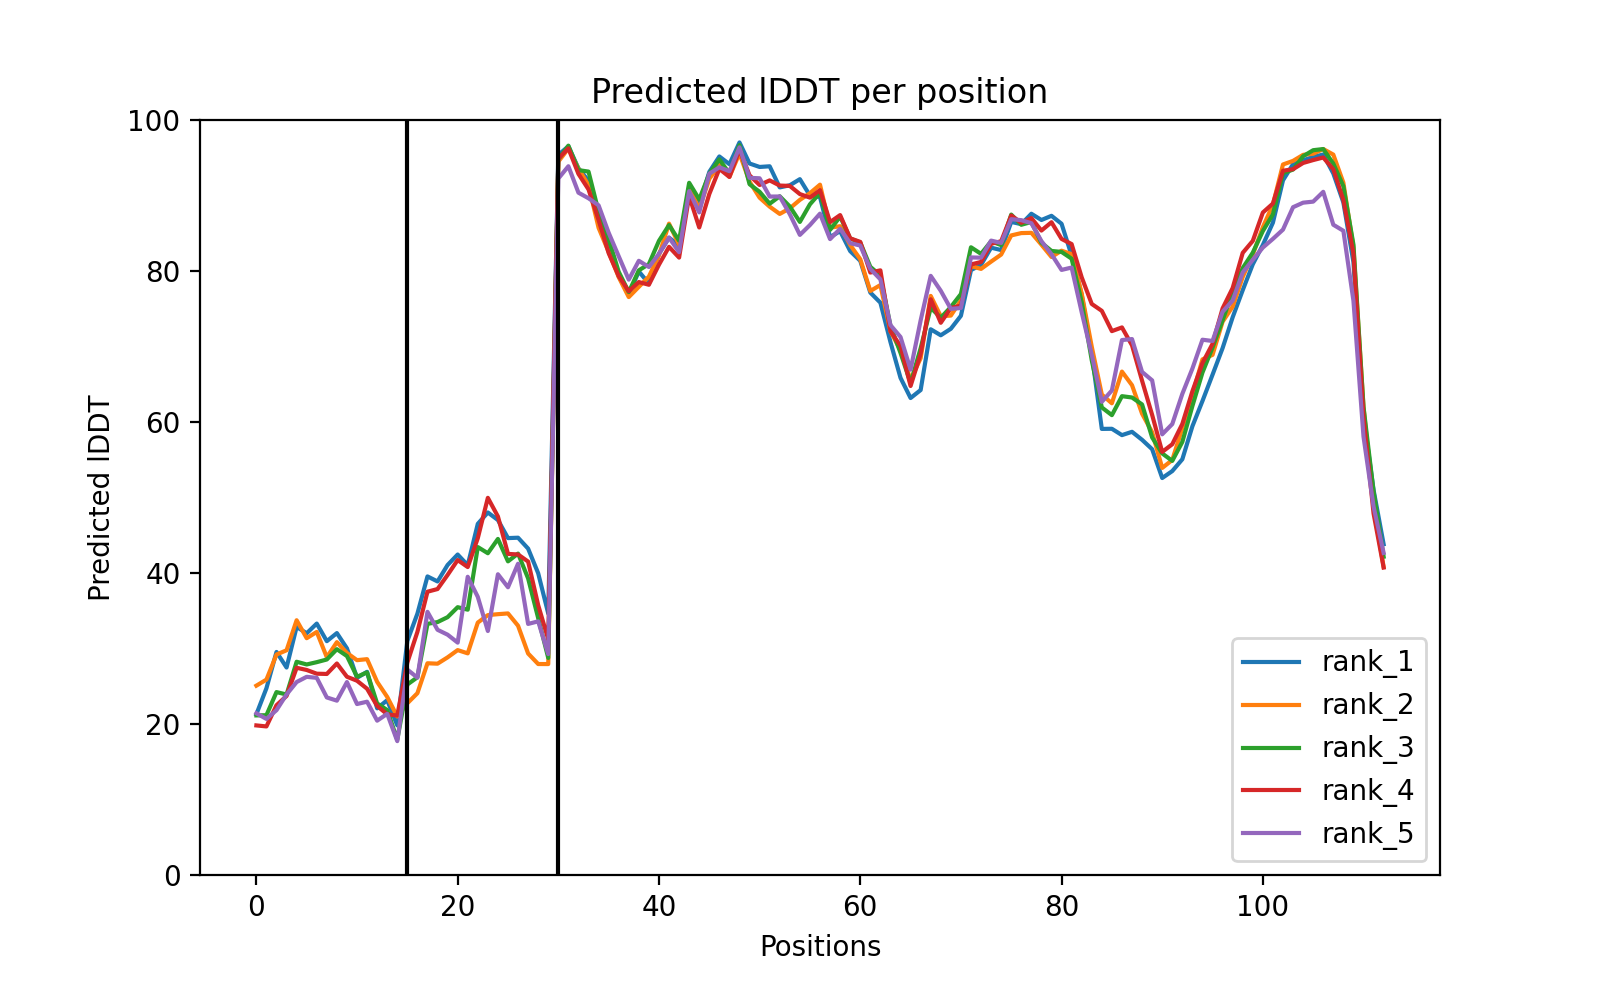 Predicted lDDT per position
100
80
60
40
20
0
Predicted lDDT
0 20 40 60 80 100
Positions
rank_1
rank_2
rank_3
rank_4
rank_5